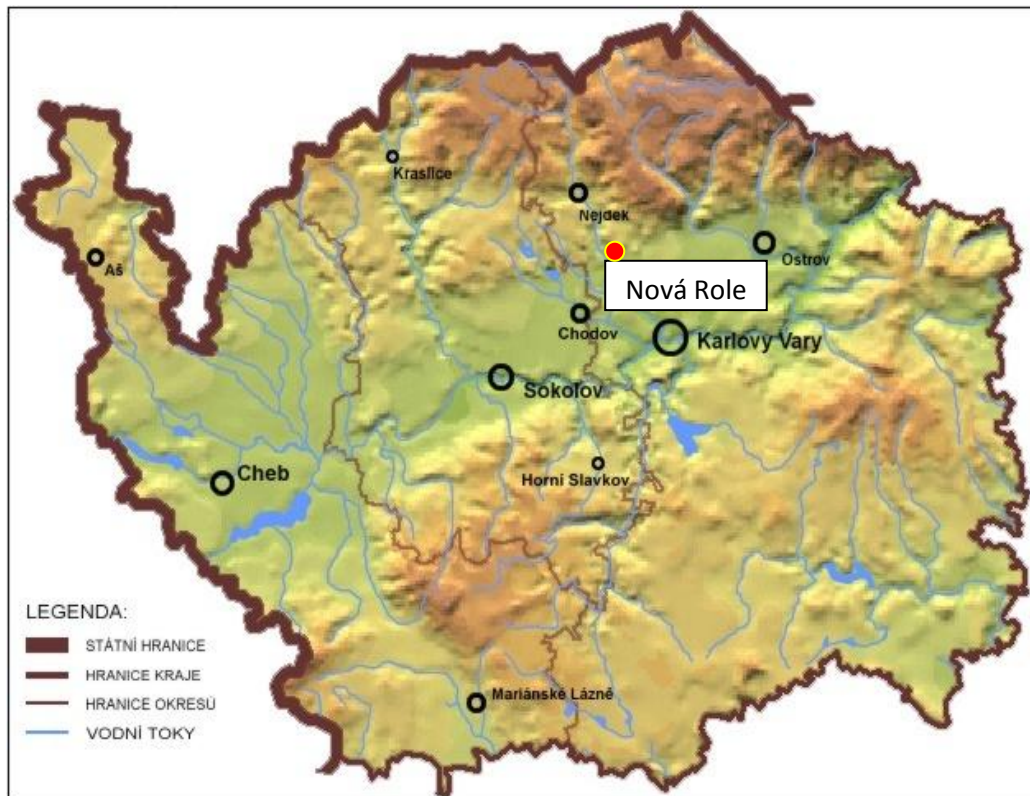 Kraslice
Nejdek
Aš
Ostrov
Nová Role
Chodov
Karlovy Vary
Sokolov
Cheb
Horní Slavkov
Mariánské Lázně
LEGENDA:
STÁTNÍ HRANICE
HRANICE KRAJE
HRANICE OKRESŮ
VODNÍ TOKY